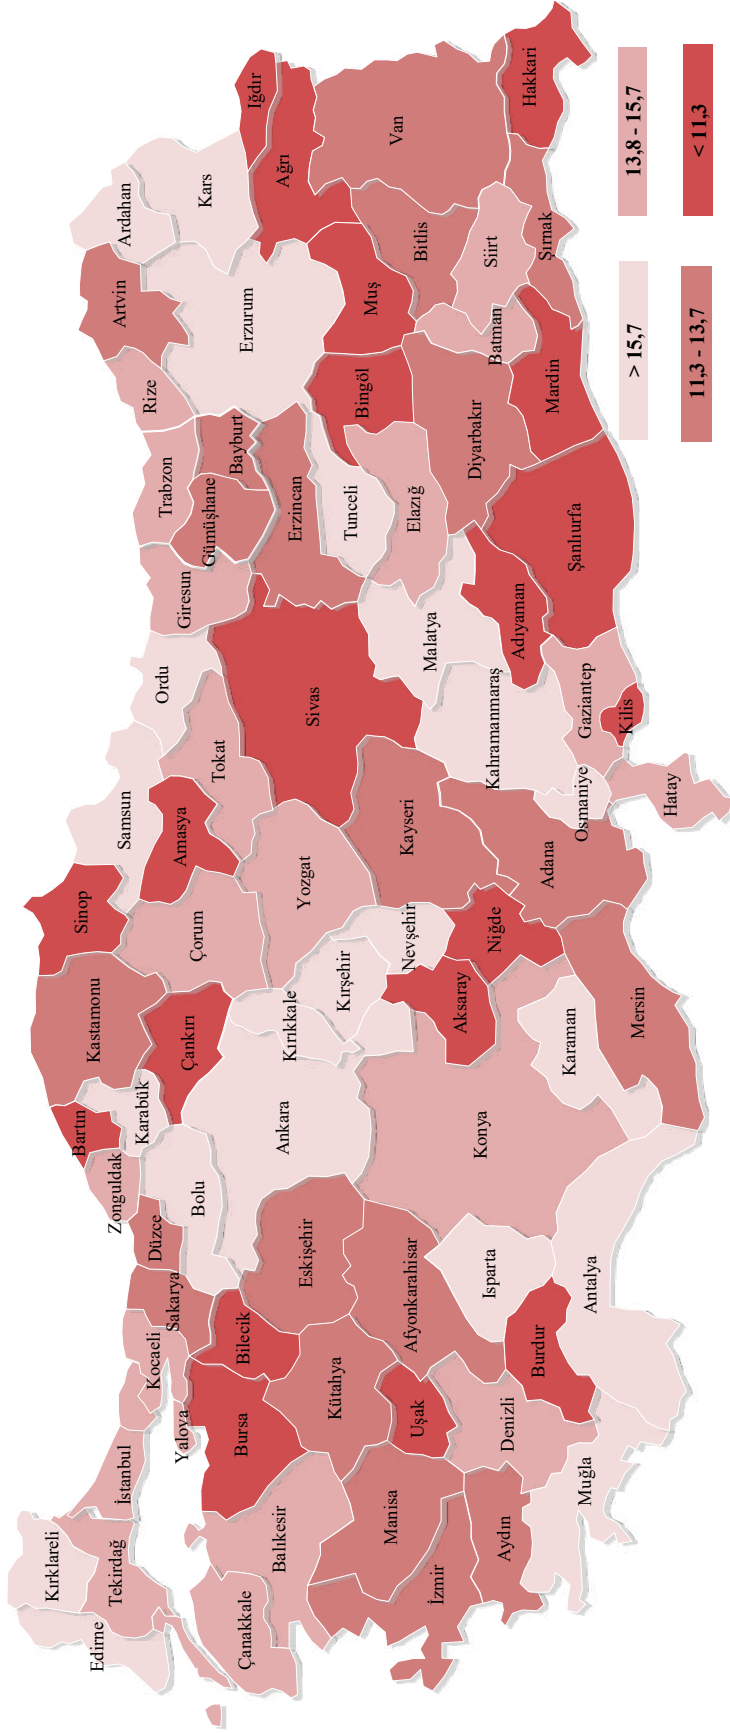 Kırklareli
Edirne
Tekirdağ
İstanbul
Kocaeli
Yalova
Sakarya
Düzce
Zonguldak
Bartın
Karabük
Kastamonu
Sinop
Samsun
Ordu
Giresun
Trabzon
Rize
Artvin
Ardahan
Çanakkale
Balıkesir
Bursa
Bilecik
Bolu
Çankırı
Çorum
Amasya
Tokat
Gümüşhane
Bayburt
Erzurum
Kars
Iğdır
Ağrı
Kütahya
Eskişehir
Ankara
Kırıkkale
Kırşehir
Yozgat
Sivas
Erzincan
Tunceli
Bingöl
Muş
Van
İzmir
Manisa
Uşak
Afyonkarahisar
Konya
Aksaray
Nevşehir
Niğde
Kayseri
Malatya
Elazığ
Diyarbakır
Bitlis
Siirt
Batman
Aydın
Denizli
Isparta
Burdur
Karaman
Adana
Kahramanmaraş
Adıyaman
Mardin
Şırnak
Hakkari
Muğla
Antalya
Mersin
Osmaniye
Gaziantep
Şanlıurfa
Hatay
Kilis
> 15,7
13,8 - 15,7
11,3 - 13,7
< 11,3